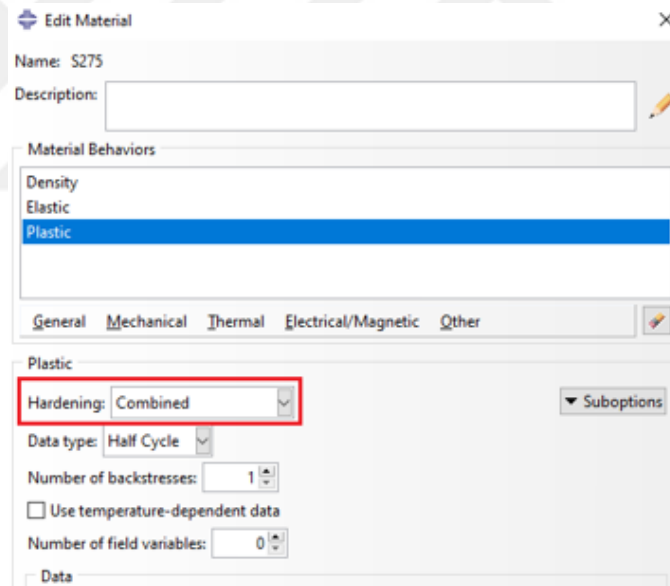 Edit Material
Name: S275
Description:
Material Behaviors
Density
Elastic
Plastic
General Mechanical Thermal Electrical/Magnetic Other
Plastic
Hardening: Combined Suboptions
Data type: Half Cycle
Number of backstresses: 1
Use temperature-dependent data
Number of field variables: 0
Data